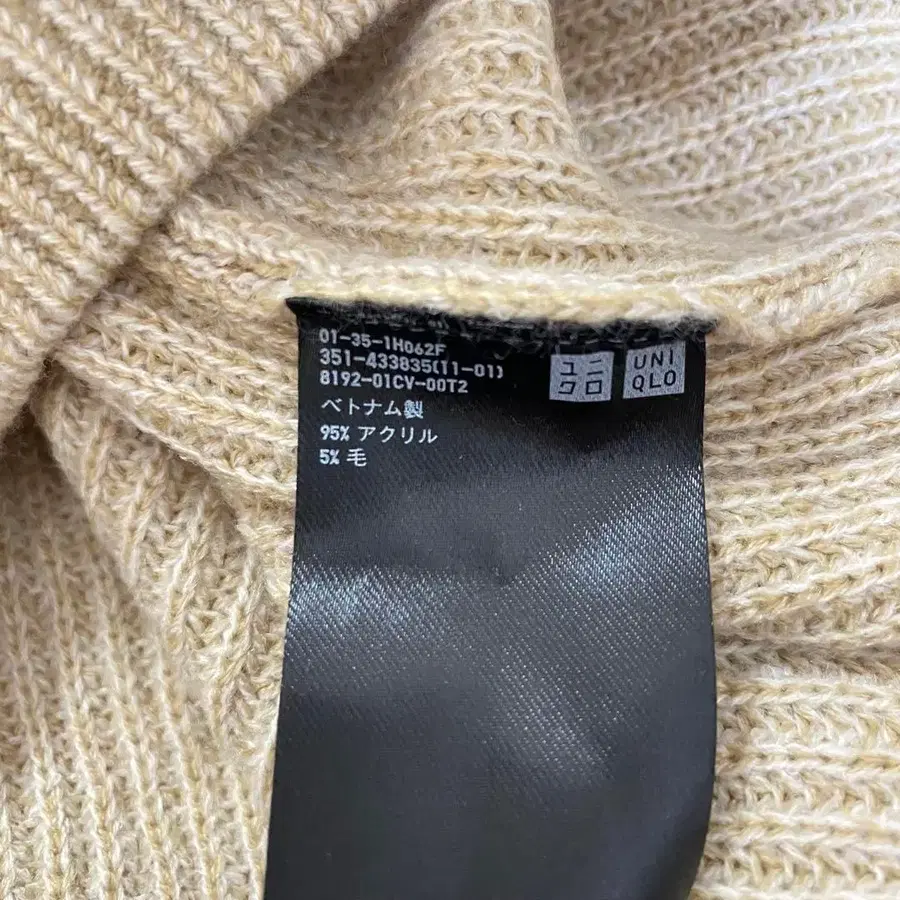 01-35-1H062F
351-433835(11-01)
8192-01CV-00T2
ベトナム製
95% アクリル
5% 毛
ユニ
クロ
UNI
QLO